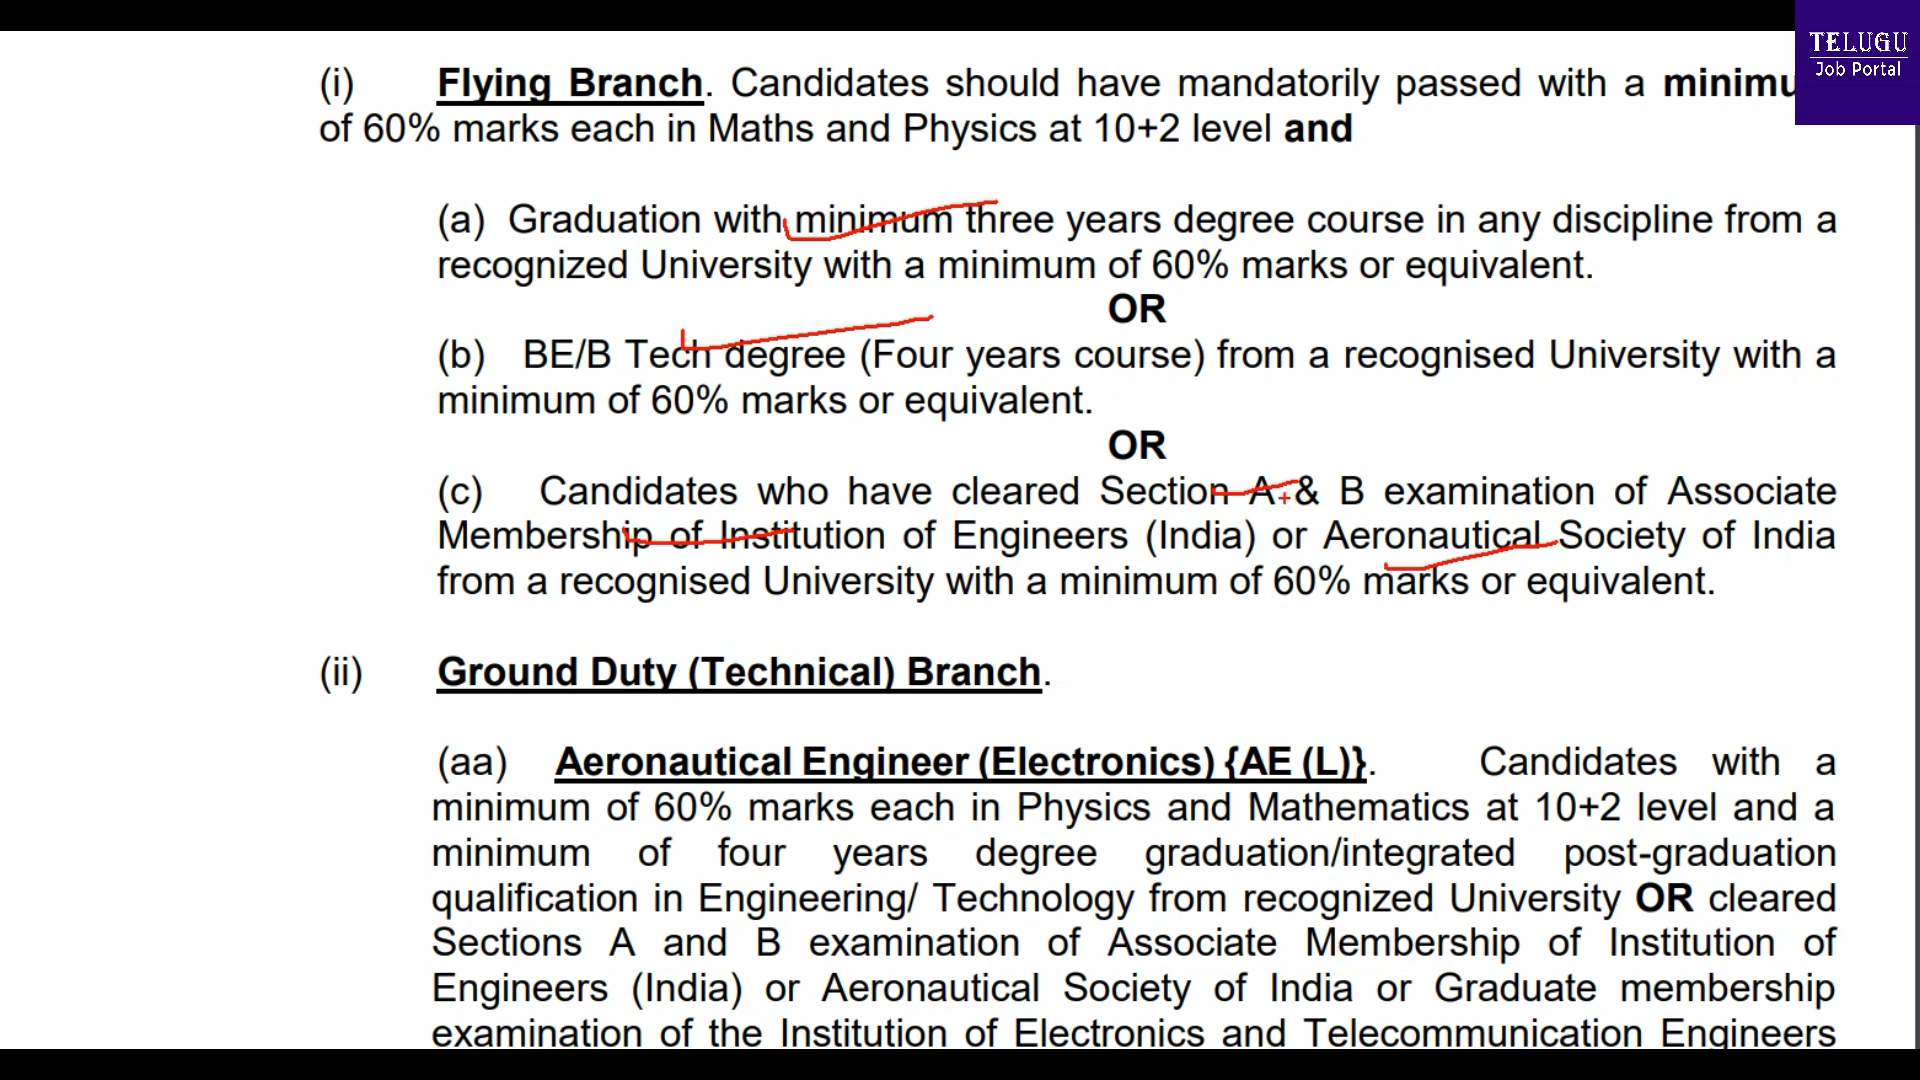 TELUGU
Job Portal
(i) Flying Branch. Candidates should have mandatorily passed with a
of 60% marks each in Maths and Physics at 10+2 level and
(a) Graduation with minimum three years degree course in any discipline from a
recognized University with a minimum of 60% marks or equivalent.
OR
(b) BE/B Tech degree (Four years course) from a recognised University with a
minimum of 60% marks or equivalent.
OR
(c) Candidates who have cleared Section A & B examination of Associate
Membership of Institution of Engineers (India) or Aeronautical Society of India
from a recognised University with a minimum of 60% marks or equivalent.
(ii) Ground Duty (Technical) Branch.
(aa) Aeronautical Engineer (Electronics) {AE (L)}. Candidates with a
minimum of 60% marks each in Physics and Mathematics at 10+2 level and a
minimum of four years degree graduation/integrated post-graduation
qualification in Engineering/ Technology from recognized University OR cleared
Sections A and B examination of Associate Membership of Institution of
Engineers (India) or Aeronautical Society of India or Graduate membership
examination of the Institution of Electronics and Telecommunication Engineers